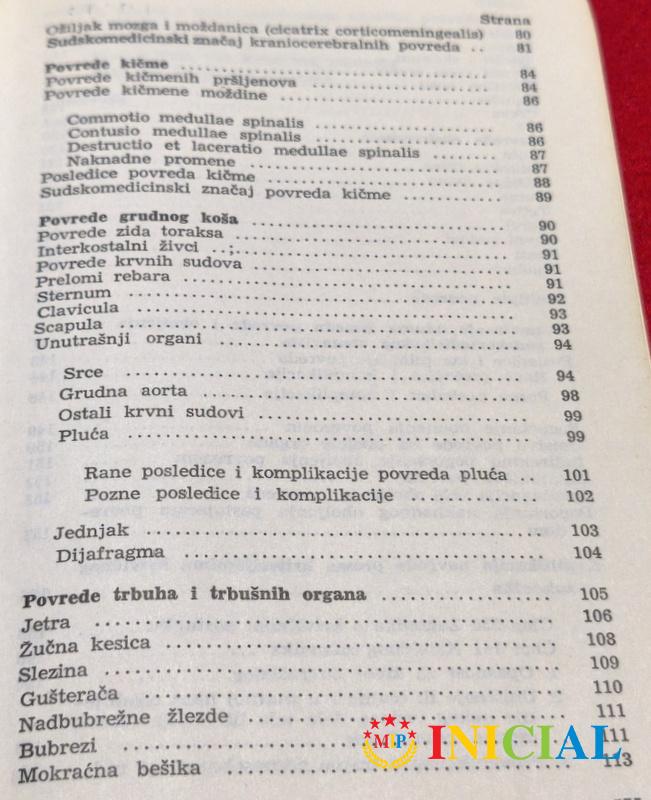 Strana
Ožiljak mozga i moždanica (cicatrix corticomeningealis) 80
Sudskomedicinski značaj kraniocerebralnih povreda .. 81
Povrede kičme ........ 84
Povrede kičmenih pršljenova ........ 84
Povrede kičmene moždine ........ 86
Commotio medullae spinalis ........ 86
Contusio medullae spinalis ........ 86
Destructio et laceratio medullae spinalis ........ 87
Naknadne promene ........ 87
Posledice povreda kičme ........ 88
Sudskomedicinski značaj povreda kičme ........ 89
Povrede grudnog koša ........ 90
Povrede zida toraksa ........ 90
Interkostalni živci ..;........ 91
Povrede krvnih sudova ........ 91
Prelomi rebara ........ 91
Sternum ........ 92
Clavicula ........ 93
Scapula ........ 93
Unutrašnji organi ........ 94
Srce ........ 94
Grudna aorta ........ 98
Ostali krvni sudovi ........ 99
Pluća ........ 99
Rane posledice i komplikacije povreda pluća .. 101
Pozne posledice i komplikacije ........ 102
Jednjak ........ 103
Dijafragma ........ 104
Povrede trbuha i trbušnih organa ........ 105
Jetra ........ 106
Žučna kesica ........ 108
Slezina ........ 109
Gušterača ........ 110
Nadbubrežne žlezde ........ 111
Bubrezi ........ 111
Mokraćna bešika ........ 113
MP INICIAL